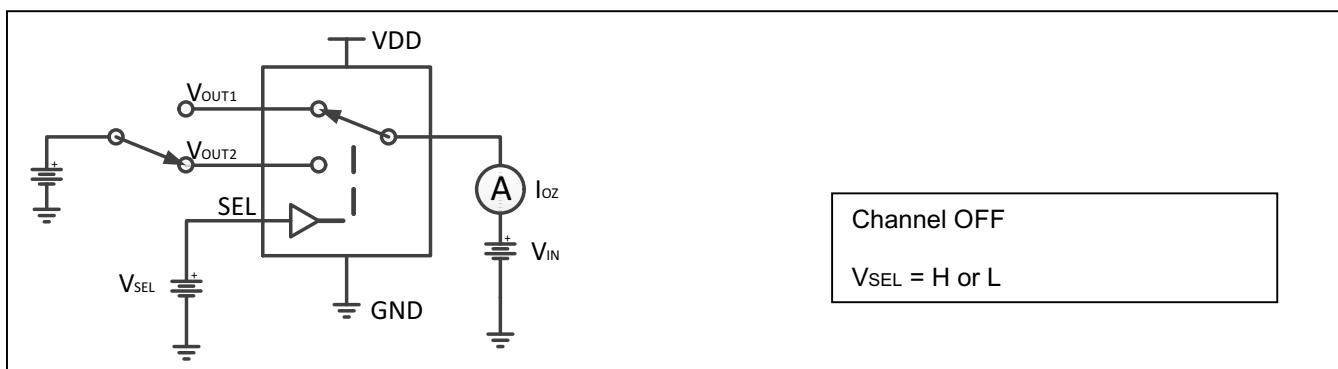 VDD
VOUT1
VOUT2
SEL
A IOZ
VIN
VSEL
GND
Channel OFF
VSEL = H or L